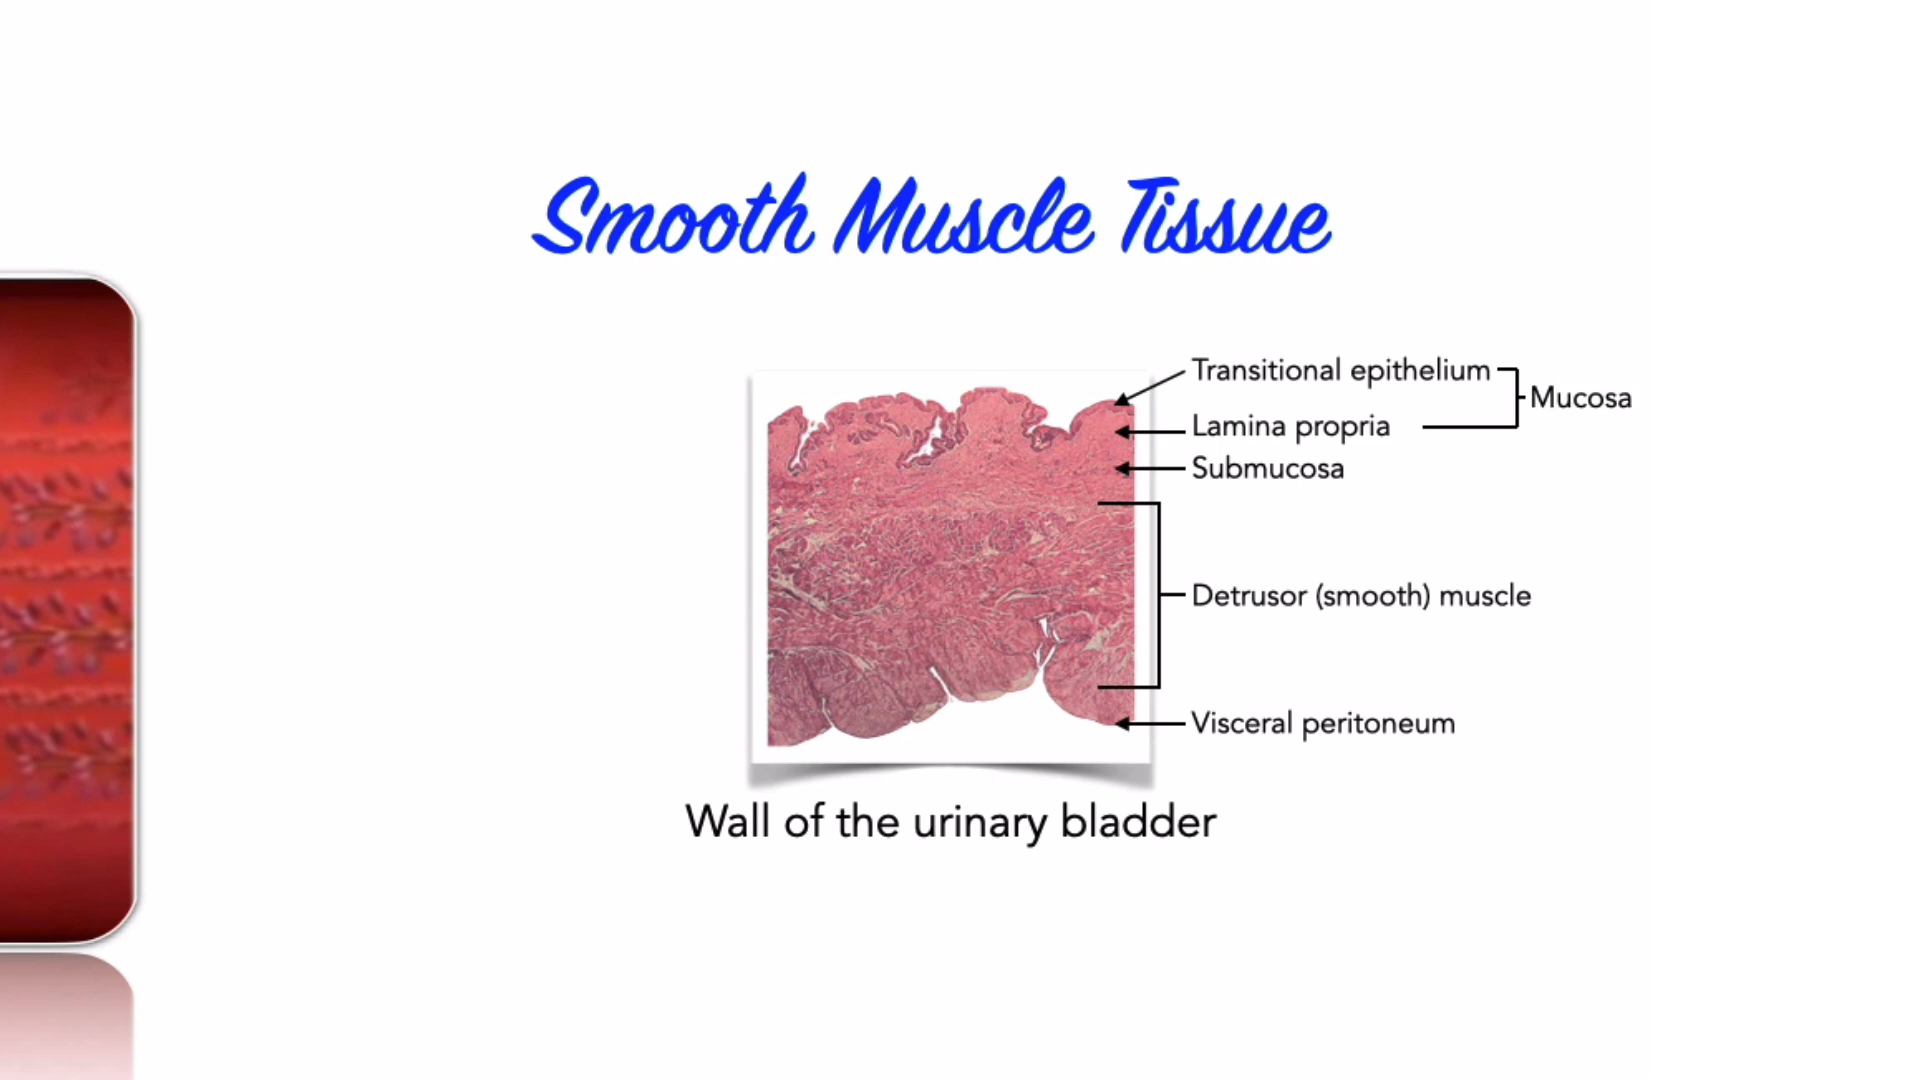 Smooth Muscle Tissue
Transitional epithelium
Mucosa
Lamina propria
Submucosa
Detrusor (smooth) muscle
Visceral peritoneum
Wall of the urinary bladder